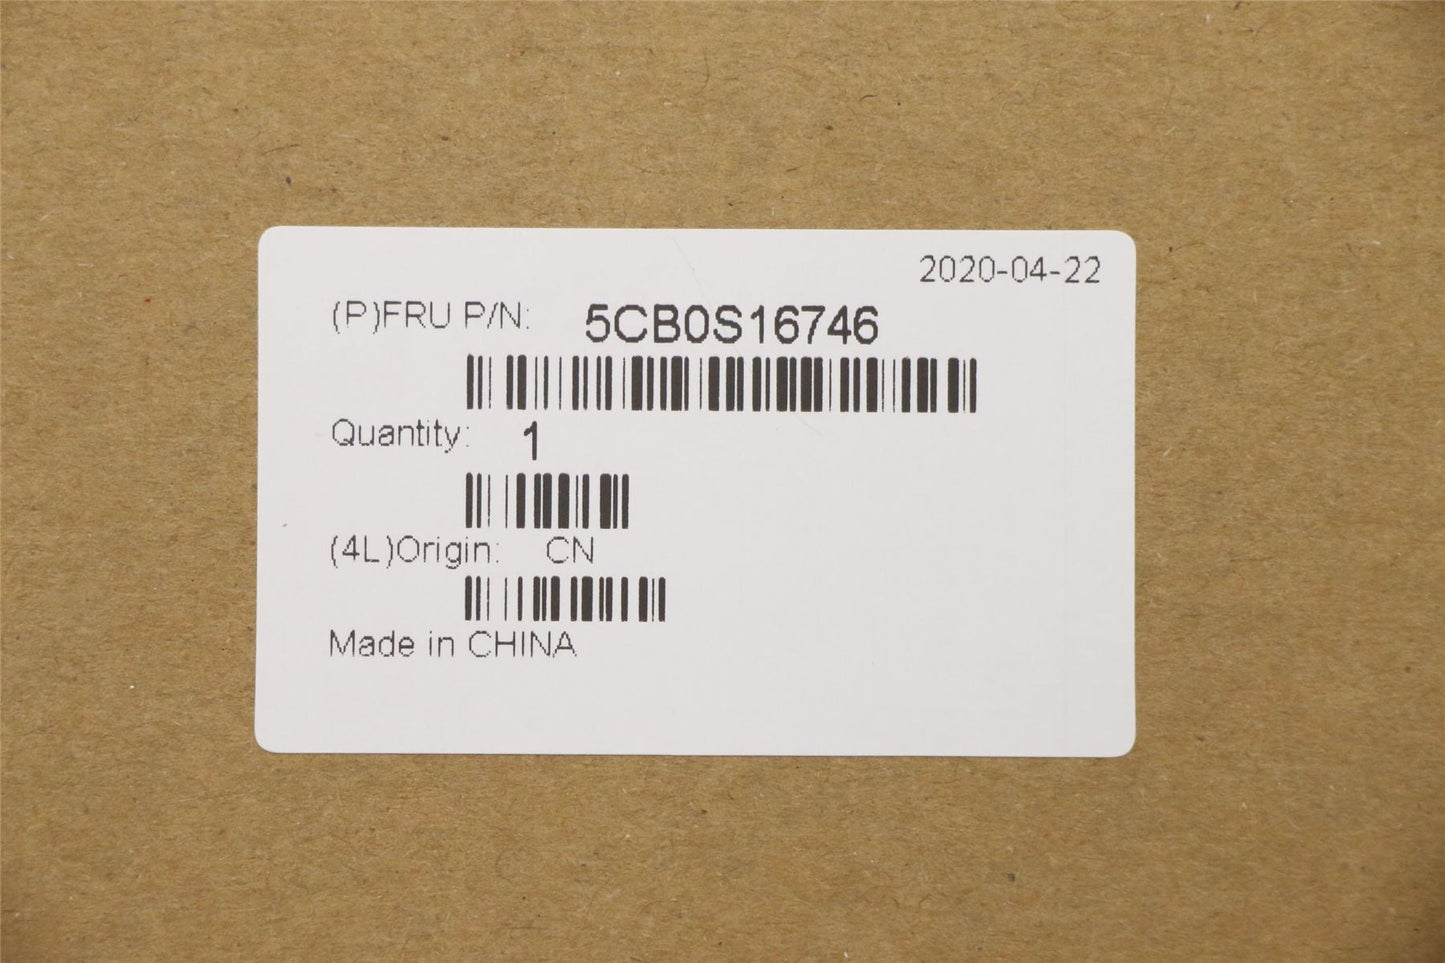 2020-04-22
(P)FRU P/N: 5CB0S16746
Quantity: 1
(4L)Origin: CN
Made in CHINA